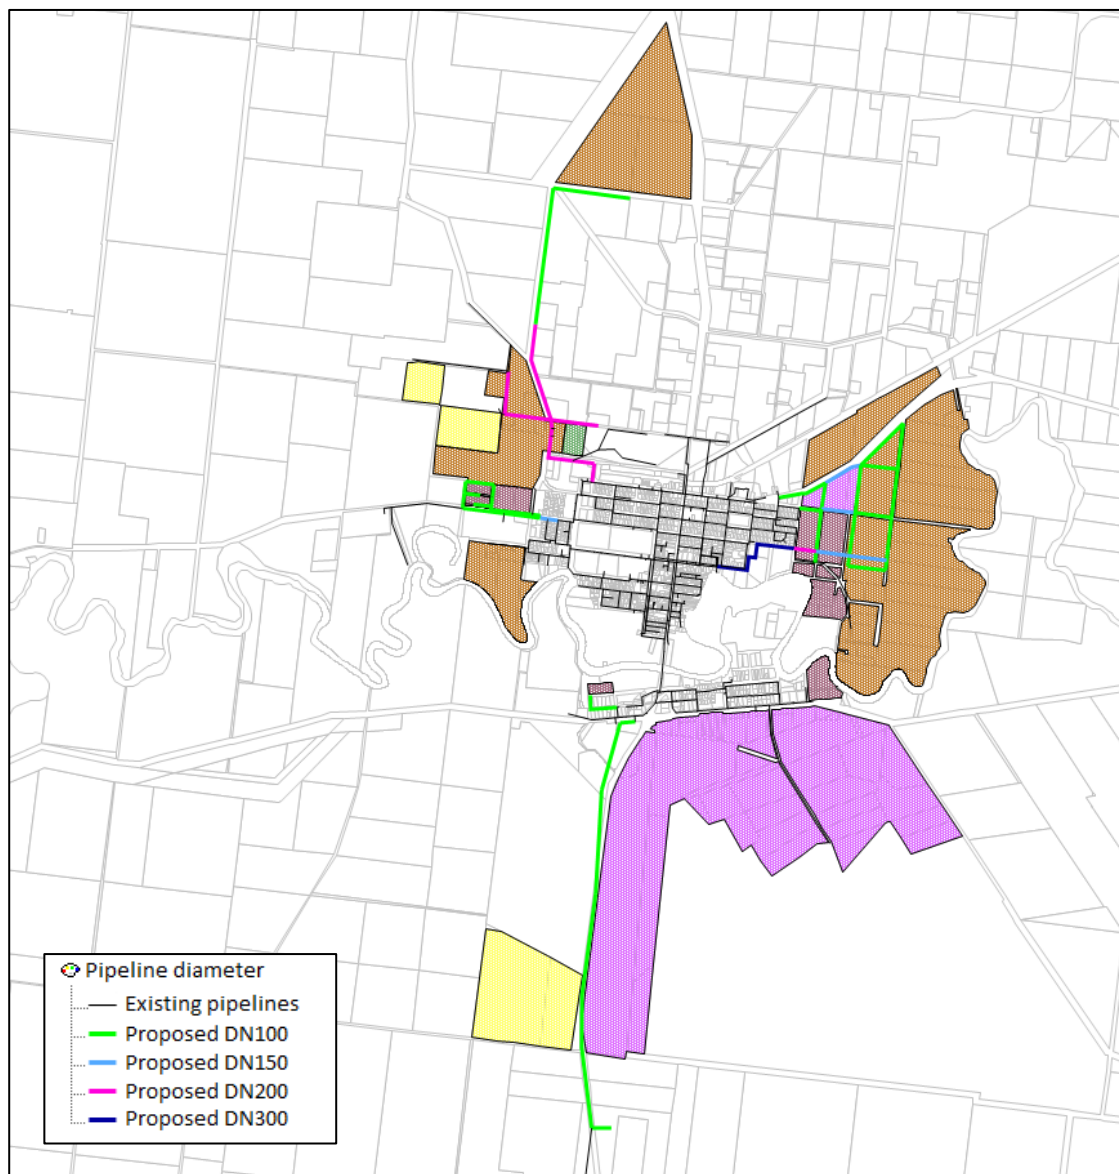 Pipeline diameter
Existing pipelines
Proposed DN100
Proposed DN150
Proposed DN200
Proposed DN300